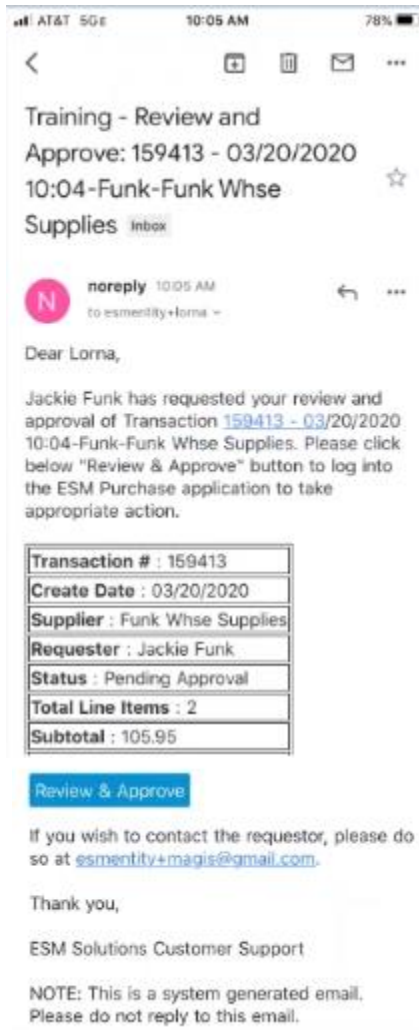 AT&T 5GE 10:05 AM 78%
Training - Review and
Approve: 159413 - 03/20/2020
10:04-Funk-Funk Whse
Supplies Inbox
N
noreply 10:05 AM
to esmentity+lorna
Dear Lorna,
Jackie Funk has requested your review and
approval of Transaction 159413 - 03/20/2020
10:04-Funk-Funk Whse Supplies. Please click
below "Review & Approve" button to log into
the ESM Purchase application to take
appropriate action.
Transaction # : 159413
Create Date : 03/20/2020
Supplier : Funk Whse Supplies
Requester : Jackie Funk
Status : Pending Approval
Total Line Items : 2
Subtotal : 105.95
Review & Approve
If you wish to contact the requestor, please do
so at esmentity+magis@gmail.com.
Thank you,
ESM Solutions Customer Support
NOTE: This is a system generated email.
Please do not reply to this email.